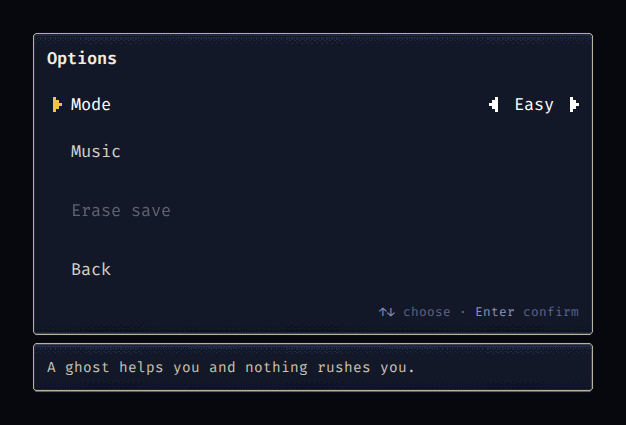 Options
Mode Easy
Music
Erase save
Back
↑↓ choose · Enter confirm
A ghost helps you and nothing rushes you.